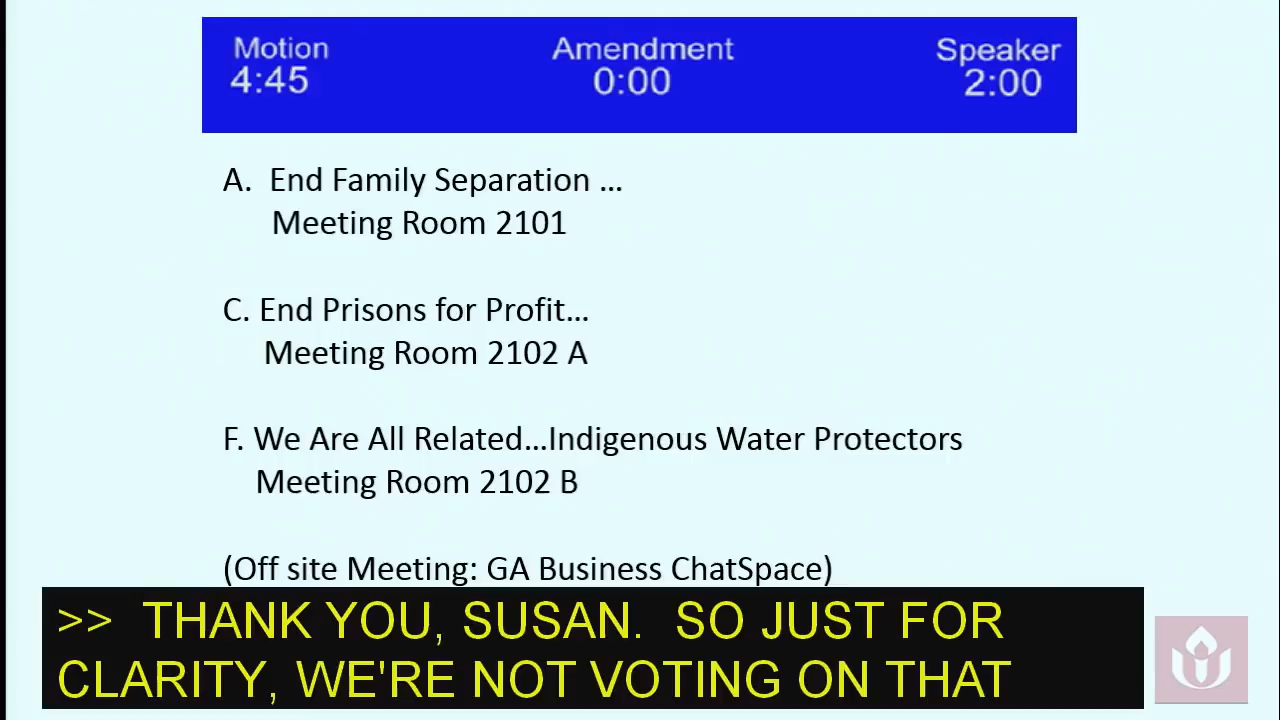 Motion Amendment Speaker
4:45 0:00 2:00
A. End Family Separation ...
Meeting Room 2101
C. End Prisons for Profit...
Meeting Room 2102 A
F. We Are All Related...Indigenous Water Protectors
Meeting Room 2102 B
(Off site Meeting: GA Business ChatSpace)
>> THANK YOU, SUSAN. SO JUST FOR
CLARITY, WE'RE NOT VOTING ON THAT